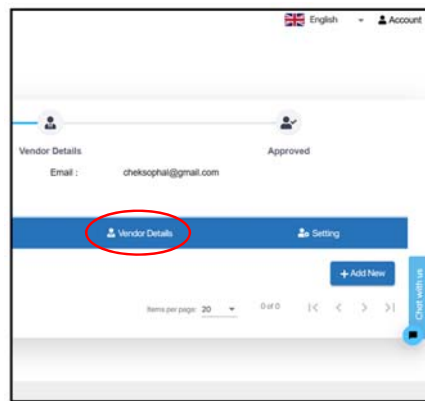 English Account
Vendor Details Approved
Email : cheksophal@gmail.com
Vendor Details Setting
+ Add New
Items per page: 20 0 of 0
Chat with us